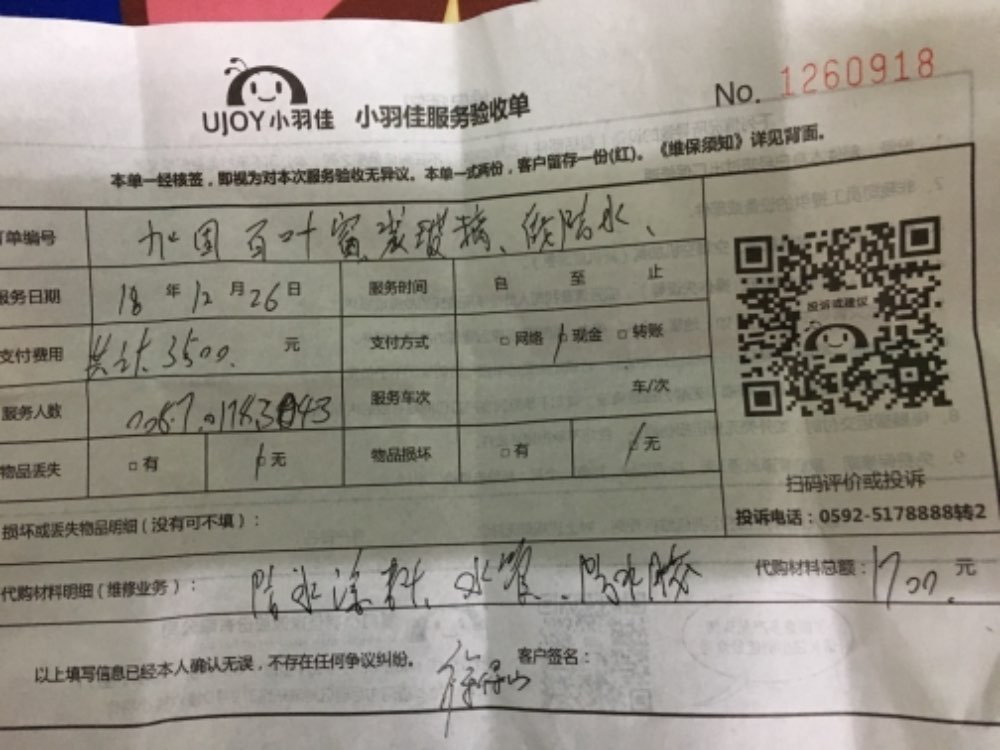 No. 1260918
UJOY小羽佳 小羽佳服务验收单
本单一经核签，即视为对本次服务验收无异议。本单一式两份，客户留存一份(红)。《维保须知》详见背面。
订单编号 加固百叶窗装玻璃、做防水、
服务日期 18 年 12 月 26 日 服务时间 自 至 止
支付费用 共计3500. 元 支付方式 □ 网络 □ 现金 □ 转账
服务人数 服务车次 车/次
物品丢失 □ 有 □ 无 物品损坏 □ 有 □ 无
投诉或建议
扫码评价或投诉
投诉电话：0592-5178888转2
损坏或丢失物品明细（没有可不填）：
代购材料明细（维修业务）： 防水涂料、水管、防水胶 代购材料总额：1700. 元
以上填写信息已经本人确认无误，不存在任何争议纠纷。 客户签名：